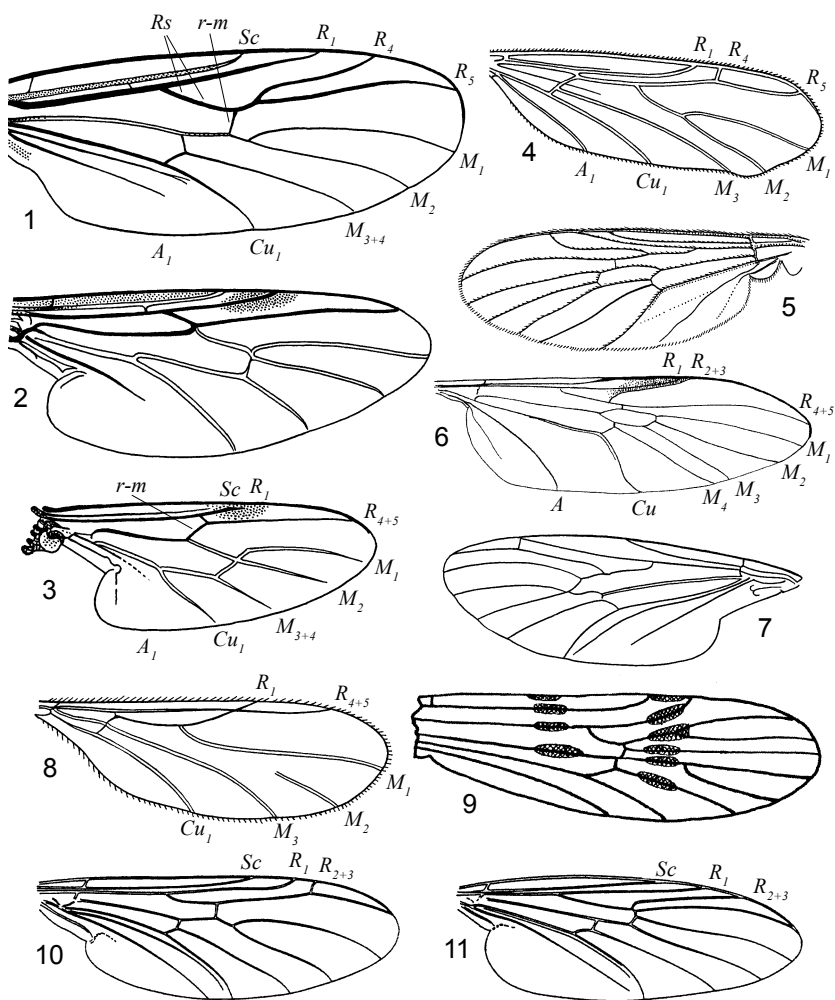 Rs r-m Sc R1 R4 R5 M1 M2 M3+4 Cu1 A1
1
R1 R4 M1 M2 M3 Cu1 A1
4
5
2
R1 R2+3 R4+5 M1 M2 M3 M4 Cu A
6
r-m Sc R1 R4+5 M1 M2 M3+4 Cu1 A1
3
7
R1 R4+5 M1 M2 M3 Cu1
8
9
Sc R1 R2+3
10
Sc R1 R2+3
11